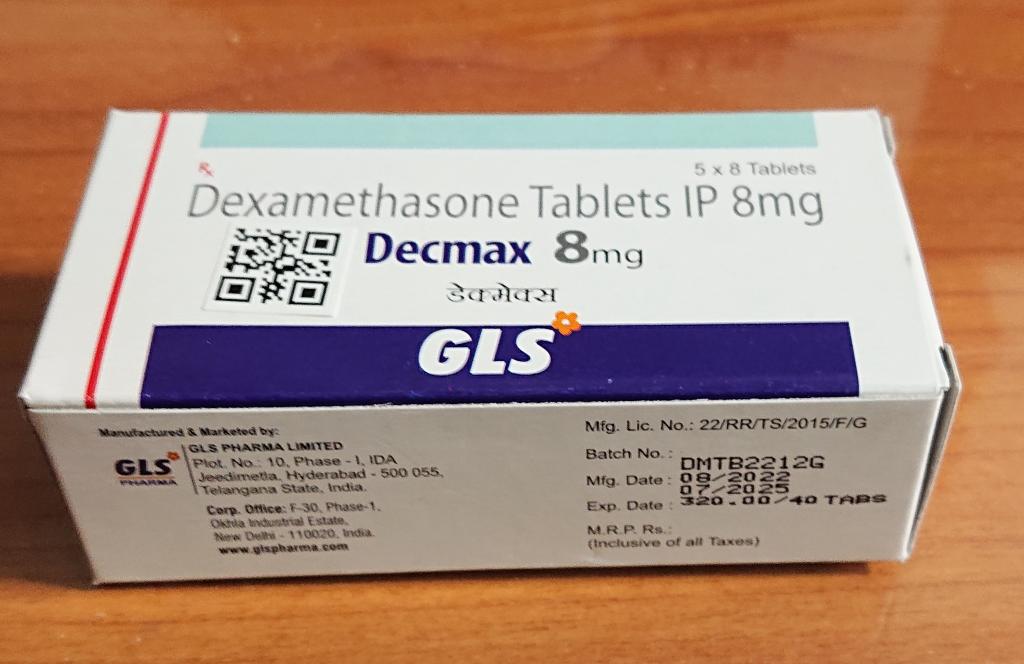 Rx
5 x 8 Tablets
Dexamethasone Tablets IP 8mg
Decmax 8mg
डेक्मेक्स
GLS
Manufactured & Marketed by:
GLS PHARMA
GLS PHARMA LIMITED
Plot. No.: 10, Phase - I, IDA
Jeedimetla, Hyderabad - 500 055,
Telangana State, India.
Corp. Office: F-30, Phase-1,
Okhla Industrial Estate,
New Delhi - 110020, India.
www.glspharma.com
Mfg. Lic. No.: 22/RR/TS/2015/F/G
Batch No. : DMTB2212G
Mfg. Date : 08/2022
07/2025
Exp. Date : 320.00/40 TABS
M.R.P. Rs.:
(Inclusive of all Taxes)